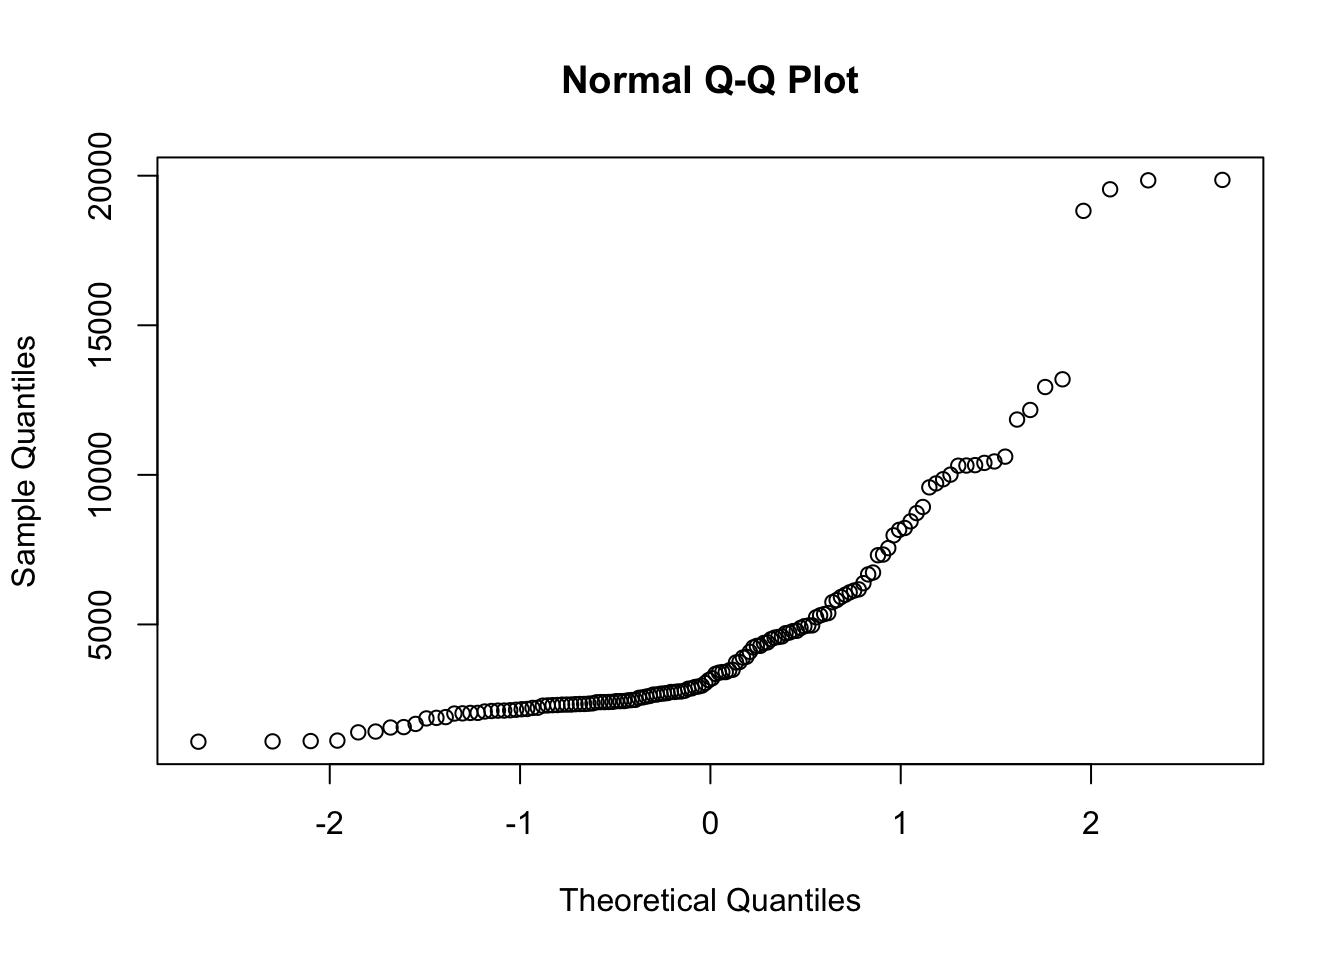 Normal Q-Q Plot
Sample Quantiles
20000
15000
10000
5000
-2 -1 0 1 2
Theoretical Quantiles